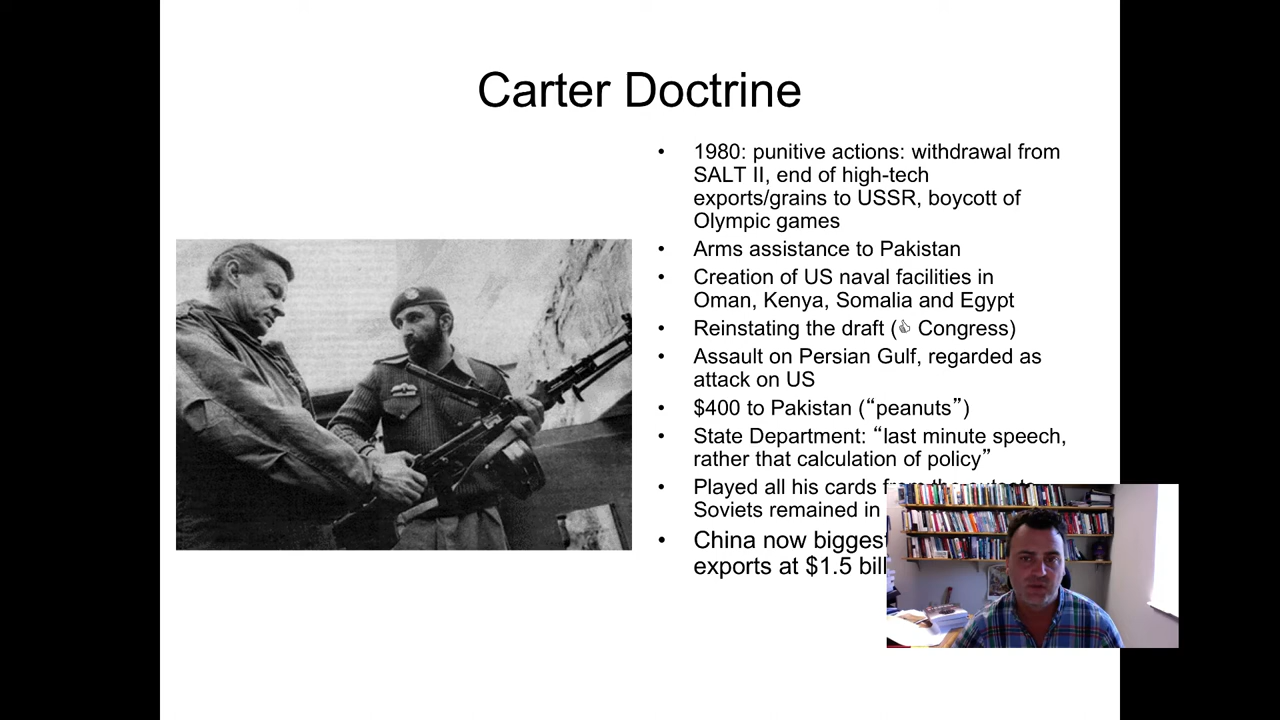 Carter Doctrine
• 1980: punitive actions: withdrawal from
SALT II, end of high-tech
exports/grains to USSR, boycott of
Olympic games
• Arms assistance to Pakistan
• Creation of US naval facilities in
Oman, Kenya, Somalia and Egypt
• Reinstating the draft (👍 Congress)
• Assault on Persian Gulf, regarded as
attack on US
• $400 to Pakistan (“peanuts”)
• State Department: “last minute speech,
rather that calculation of policy”
• Played all his cards
Soviets remained in
• China now biggest
exports at $1.5